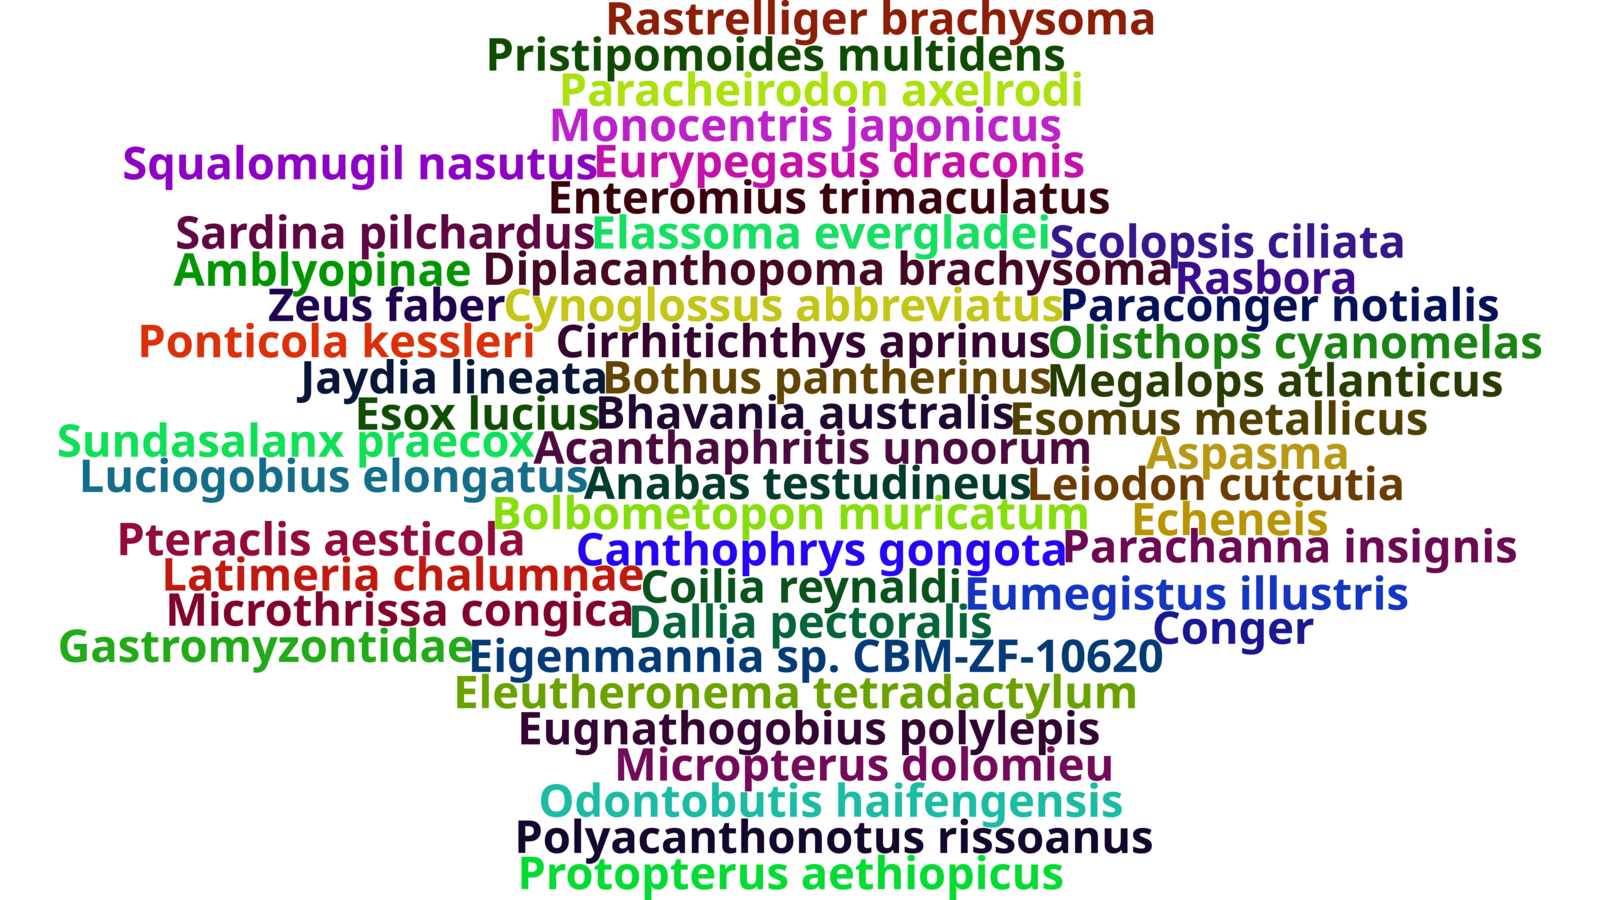 Rastrelliger brachysoma
Pristipomoides multidens
Paracheirodon axelrodi
Monocentris japonicus
Squalomugil nasutus
Eurypegasus draconis
Enteromius trimaculatus
Sardina pilchardus
Elassoma evergladei
Scolopsis ciliata
Amblyopinae
Diplacanthopoma brachysoma
Rasbora
Zeus faber
Cynoglossus abbreviatus
Paraconger notialis
Ponticola kessleri
Cirrhitichthys aprinus
Olisthops cyanomelas
Jaydia lineata
Bothus pantherinus
Megalops atlanticus
Esox lucius
Bhavania australis
Esomus metallicus
Sundasalanx praecox
Acanthaphritis unoorum
Aspasma
Luciogobius elongatus
Anabas testudineus
Leiodon cutcutia
Bolbometopon muricatum
Echeneis
Pteraclis aesticola
Canthophrys gongota
Parachanna insignis
Latimeria chalumnae
Coilia reynaldi
Eumegistus illustris
Microthrissa congica
Dallia pectoralis
Conger
Gastromyzontidae
Eigenmannia sp. CBM-ZF-10620
Eleutheronema tetradactylum
Eugnathogobius polylepis
Micropterus dolomieu
Odontobutis haifengensis
Polyacanthonotus rissoanus
Protopterus aethiopicus